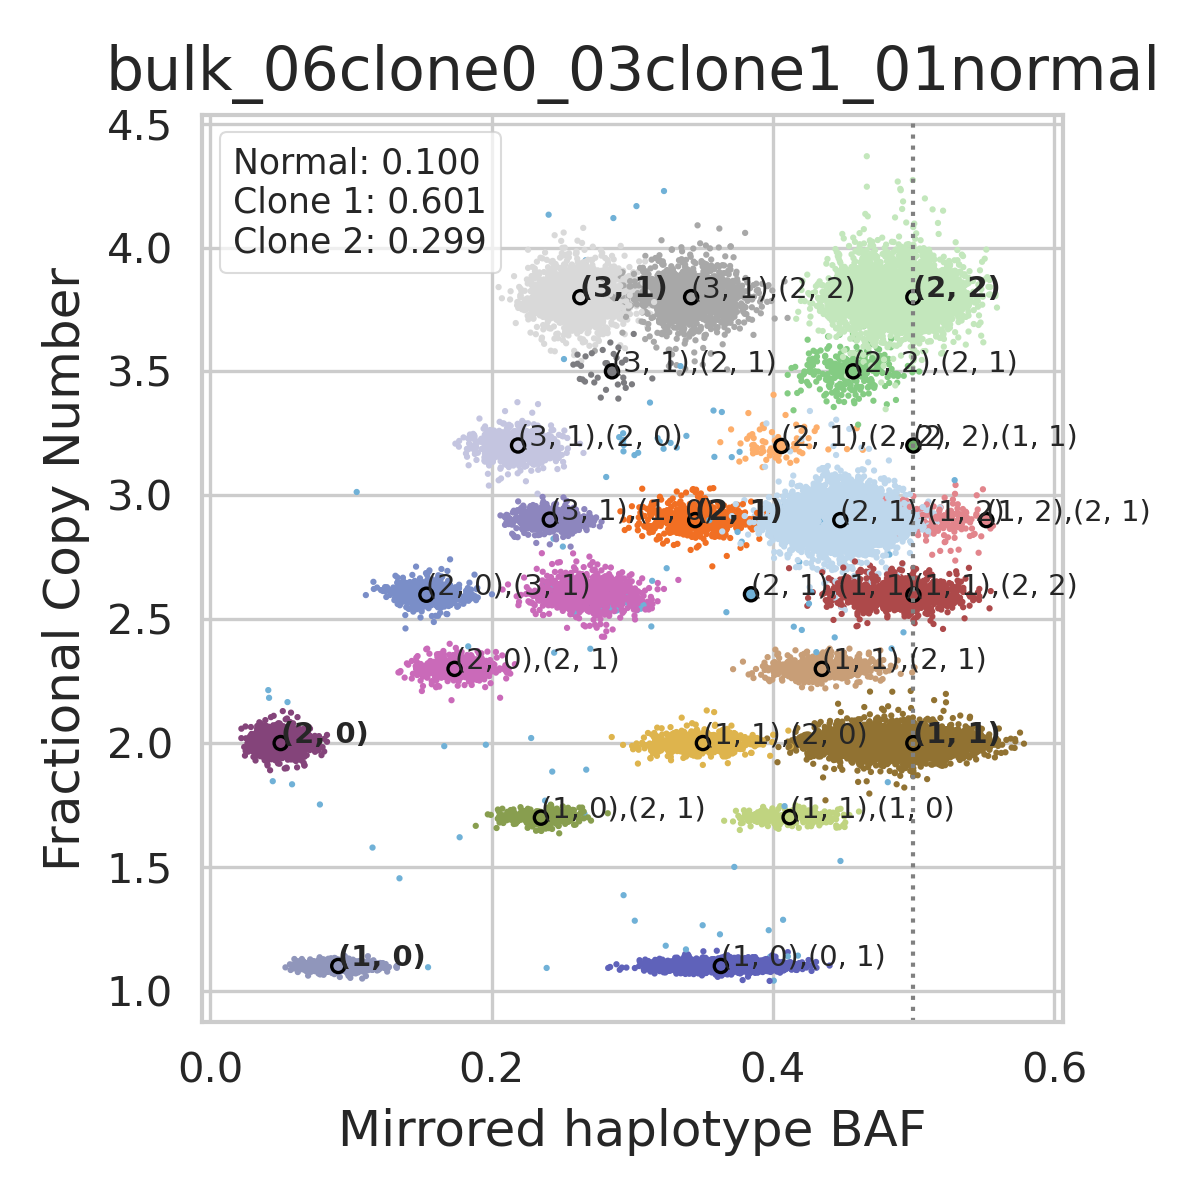 bulk_06clone0_03clone1_01normal
4.5
Normal: 0.100
Clone 1: 0.601
Clone 2: 0.299
4.0
(3, 1)
(3, 1),(2, 2)
(2, 2)
3.5
(3, 1),(2, 1)
(2, 2),(2, 1)
(3, 1),(2, 0)
(2, 1),(2, 2)
(2, 2),(1, 1)
3.0
(3, 1),(1, 0)
(2, 1)
(2, 1),(1, 2)
(1, 2),(2, 1)
2.5
(2, 0),(3, 1)
(2, 1),(1, 1)
(1, 1),(2, 2)
(2, 0),(2, 1)
(1, 1),(2, 1)
2.0
(2, 0)
(1, 1),(2, 0)
(1, 1)
(1, 0),(2, 1)
(1, 1),(1, 0)
1.5
(1, 0)
(1, 0),(0, 1)
1.0
0.0
0.2
0.4
0.6
Mirrored haplotype BAF
Fractional Copy Number